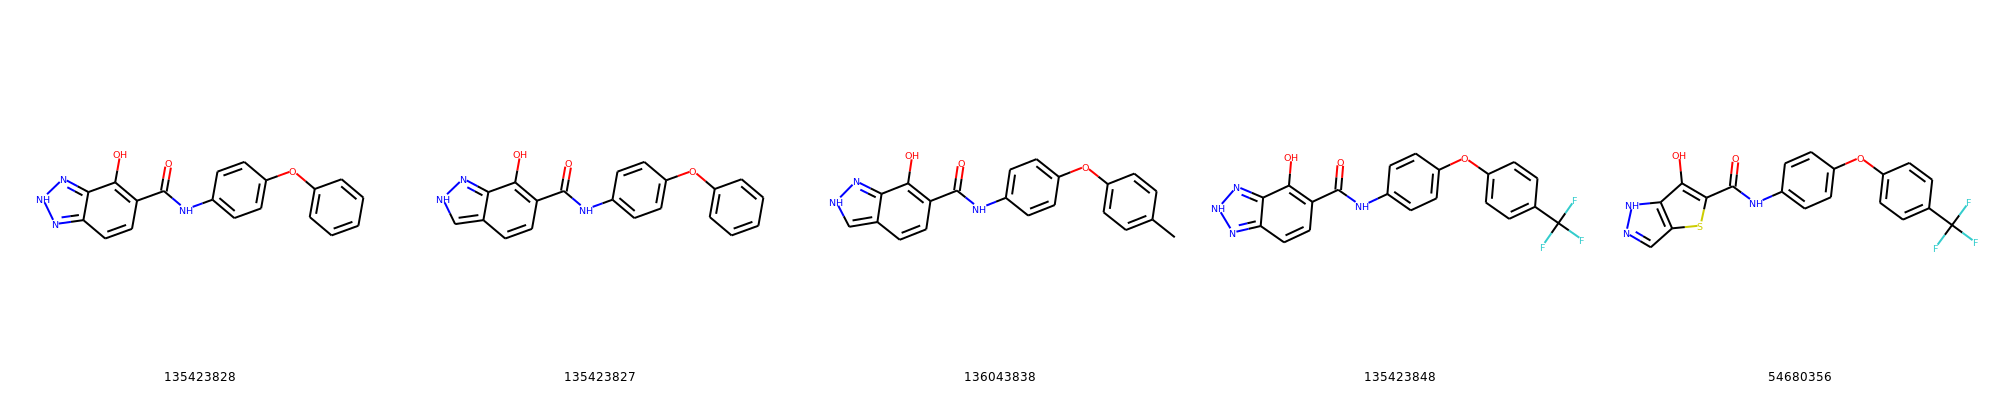 OH O N NH N NH O
OH O N NH NH O
OH O N NH NH O
OH O N NH N NH O F F F
OH O NH N S NH O F F F
135423828 135423827 136043838 135423848 54680356